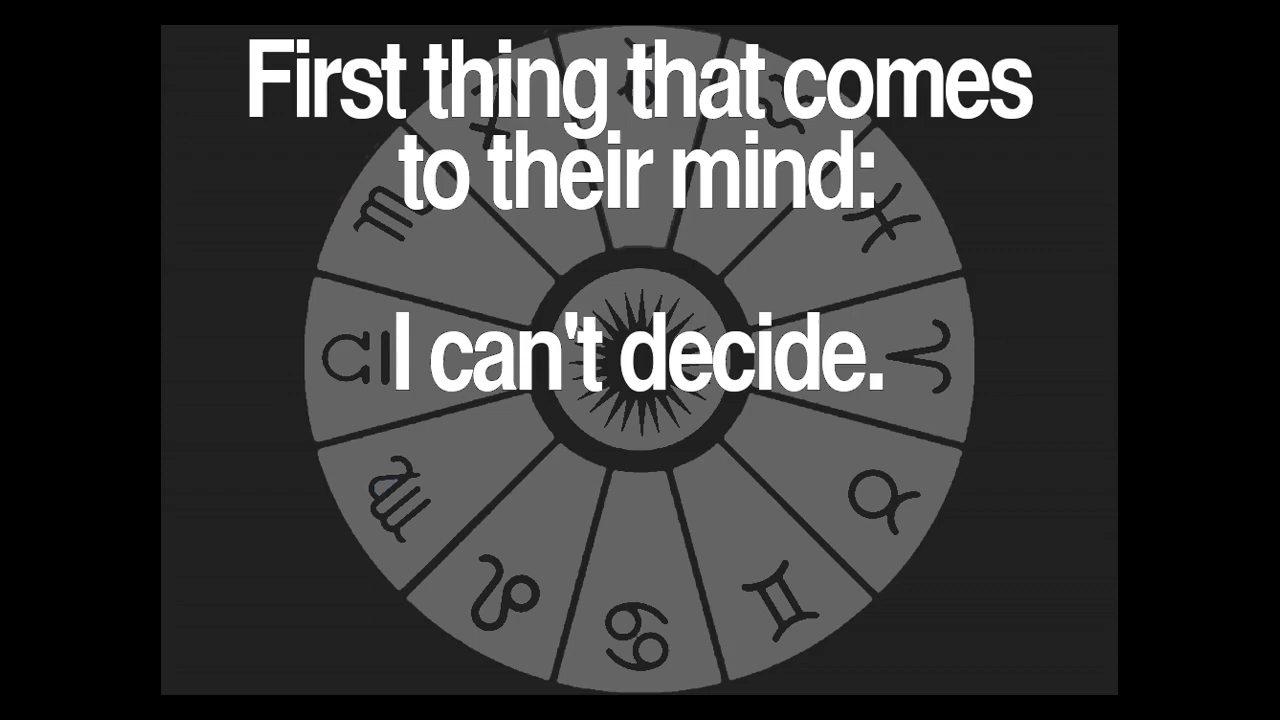 First thing that comes
to their mind:
I can't decide.